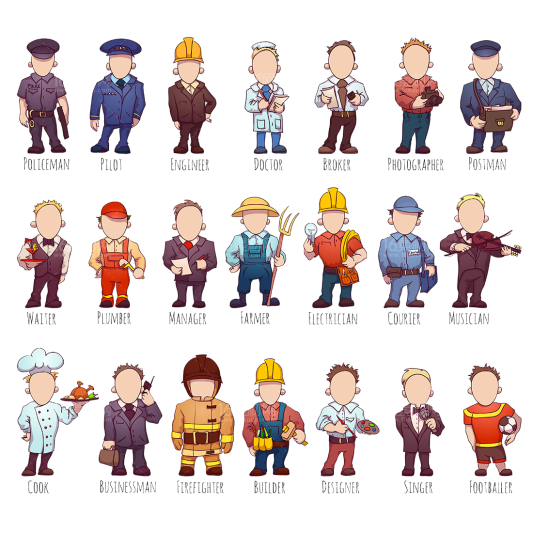 Policeman Pilot Engineer Doctor Broker Photographer Postman
Waiter Plumber Manager Farmer Electrician Courier Musician
Cook Businessman Firefighter Builder Designer Singer Footballer